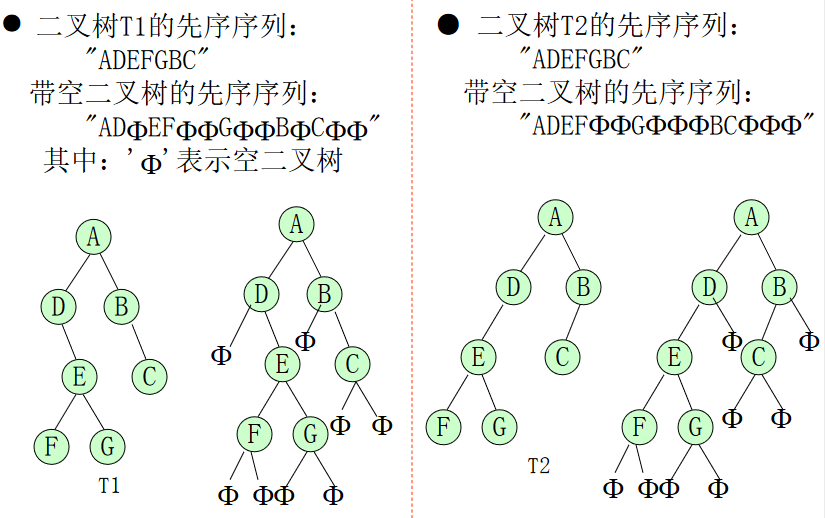 ● 二叉树T1的先序序列：
"ADEFGBC"
带空二叉树的先序序列：
"ADΦEFΦΦGΦΦBΦCΦΦ"
其中：'Φ'表示空二叉树
A
D B
E C
F G
T1
A
D B
Φ Φ
E C
F G Φ Φ
Φ ΦΦ Φ
● 二叉树T2的先序序列：
"ADEFGBC"
带空二叉树的先序序列：
"ADEFΦΦGΦΦΦBCΦΦΦ"
A
D B
E C
F G
T2
A
D B
Φ Φ
E C
F G Φ Φ
Φ ΦΦ Φ